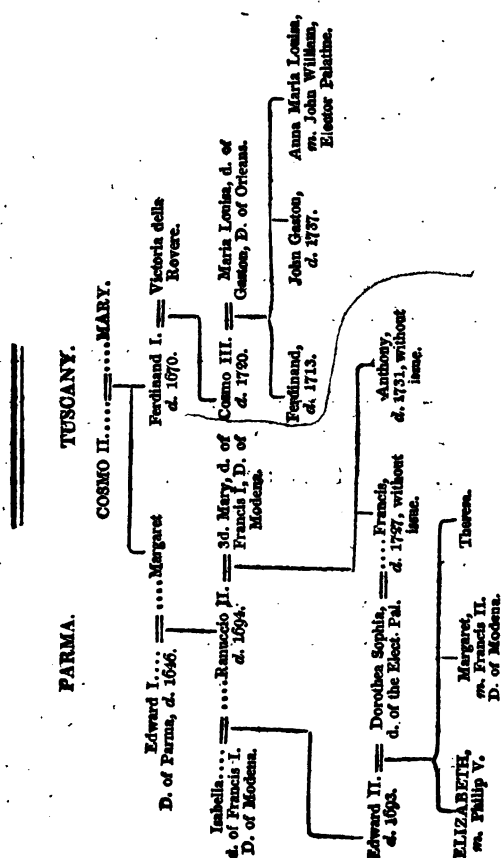 PARMA. TUSCANY.
COSMO II.....══....MARY.
Edward I.....══....Margaret
D. of Parma, d. 1646.
Ferdinand I. ══ Victoria della
d. 1670. Rovere.
Isabella....══....Ranuccio II. ══ 3d. Mary, d. of
d. of Francis I. d. 1694. Francis I, D. of
D. of Modena. Modena.
Cosmo III. ══ Maria Louisa, d. of
d. 1720. Gaston, D. of Orleans.
Edward II. ══ Dorothea Sophia, ══....Francis,
d. 1693. d. of the Elect. Pal. d. 1727, without
issue.
Anthony,
d. 1731, without
issue.
Ferdinand,
d. 1713.
John Gaston,
d. 1737.
Anna Maria Louisa,
m. John William,
Elector Palatine.
ELIZABETH,
m. Philip V.
Margaret,
m. Francis II.
D. of Modena.
Theresa.